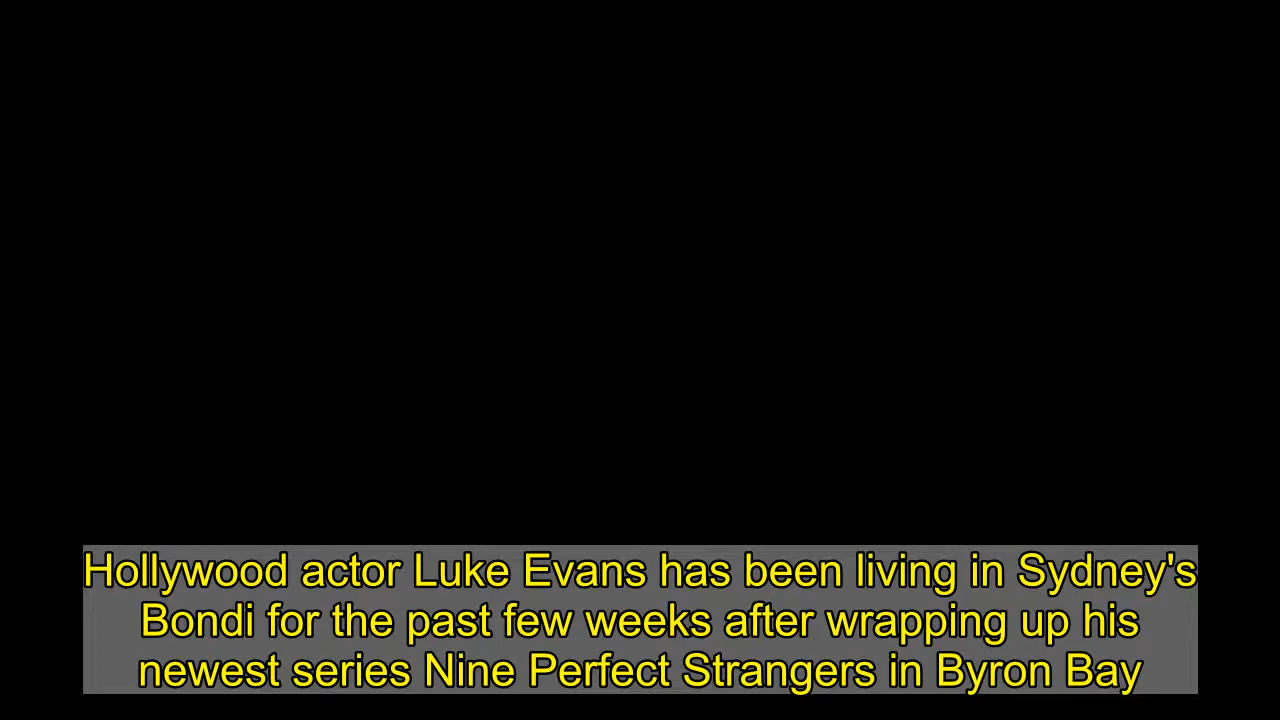 Hollywood actor Luke Evans has been living in Sydney's
Bondi for the past few weeks after wrapping up his
newest series Nine Perfect Strangers in Byron Bay